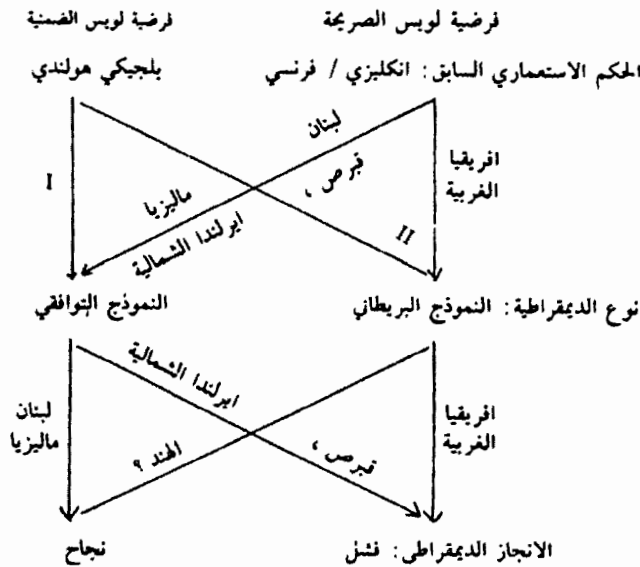 فرضية لويس الصريحة
فرضية لويس الضمنية
الحكم الاستعماري السابق: انكليزي / فرنسي
بلجيكي هولندي
لبنان
قبرص ،
ماليزيا
ايرلندا الشمالية
افريقيا
الغربية
I
II
نوع الديمقراطية: النموذج البريطاني
النموذج التوافقي
ايرلندا الشمالية
قبرص ،
الهند ؟
افريقيا
الغربية
لبنان
ماليزيا
الانجاز الديمقراطي: فشل
نجاح